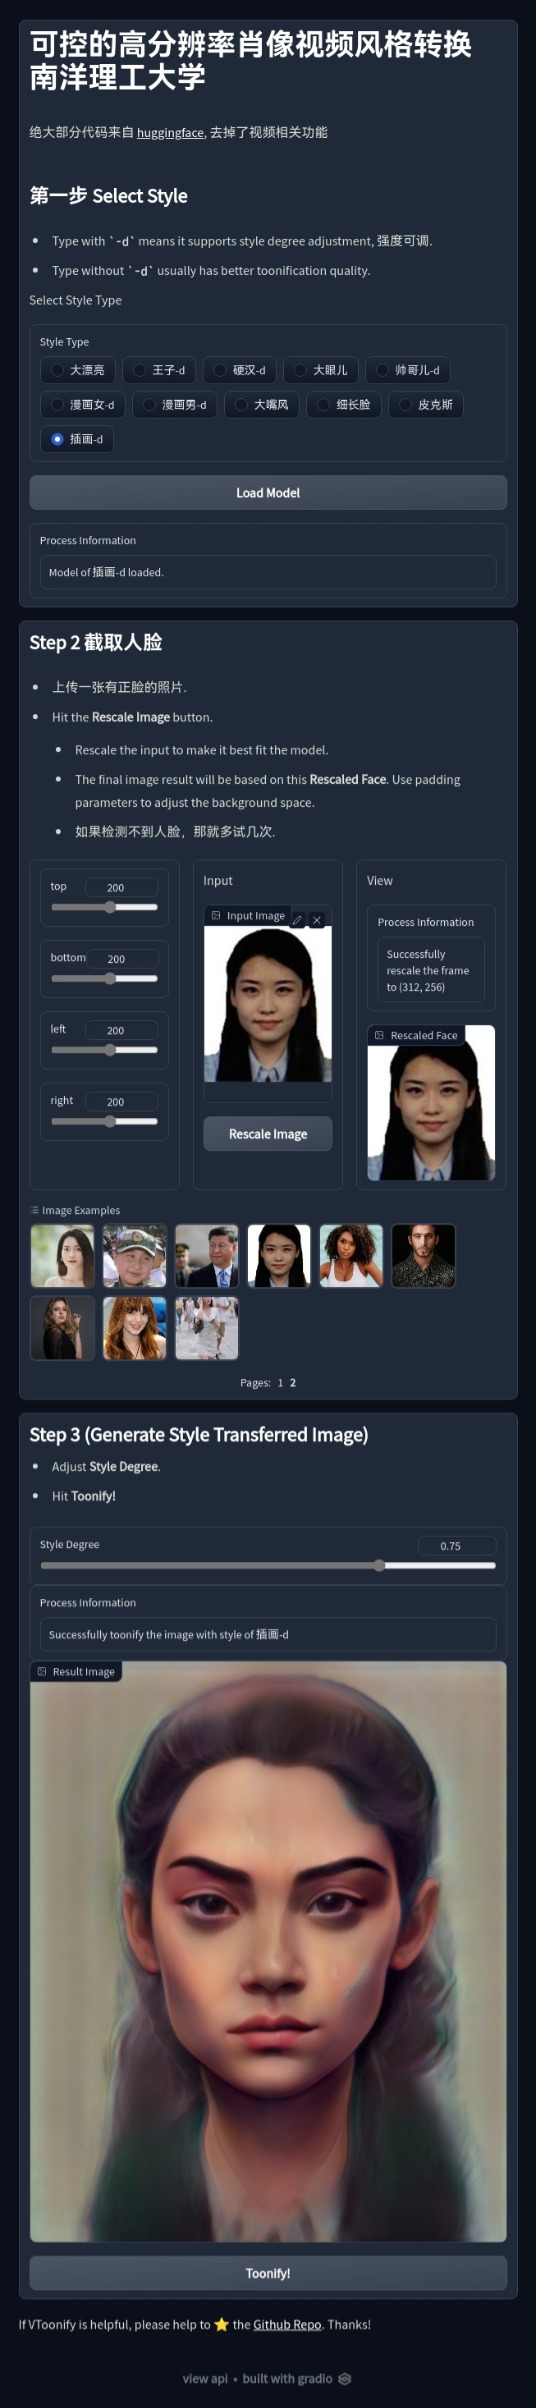 可控的高分辨率肖像视频风格转换
南洋理工大学
绝大部分代码来自 huggingface, 去掉了视频相关功能
第一步 Select Style
Type with `-d` means it supports style degree adjustment, 强度可调.
Type without `-d` usually has better toonification quality.
Select Style Type
Style Type
大漂亮 王子-d 硬汉-d 大眼儿 帅哥儿-d
漫画女-d 漫画男-d 大嘴风 细长脸 皮克斯
插画-d
Load Model
Process Information
Model of 插画-d loaded.
Step 2 截取人脸
上传一张有正脸的照片.
Hit the Rescale Image button.
Rescale the input to make it best fit the model.
The final image result will be based on this Rescaled Face. Use padding
parameters to adjust the background space.
如果检测不到人脸，那就多试几次.
top 200
bottom 200
left 200
right 200
Input
Input Image
Rescale Image
View
Process Information
Successfully
rescale the frame
to (312, 256)
Rescaled Face
Image Examples
Pages: 1 2
Step 3 (Generate Style Transferred Image)
Adjust Style Degree.
Hit Toonify!
Style Degree 0.75
Process Information
Successfully toonify the image with style of 插画-d
Result Image
Toonify!
If VToonify is helpful, please help to ⭐ the Github Repo. Thanks!
view api • built with gradio